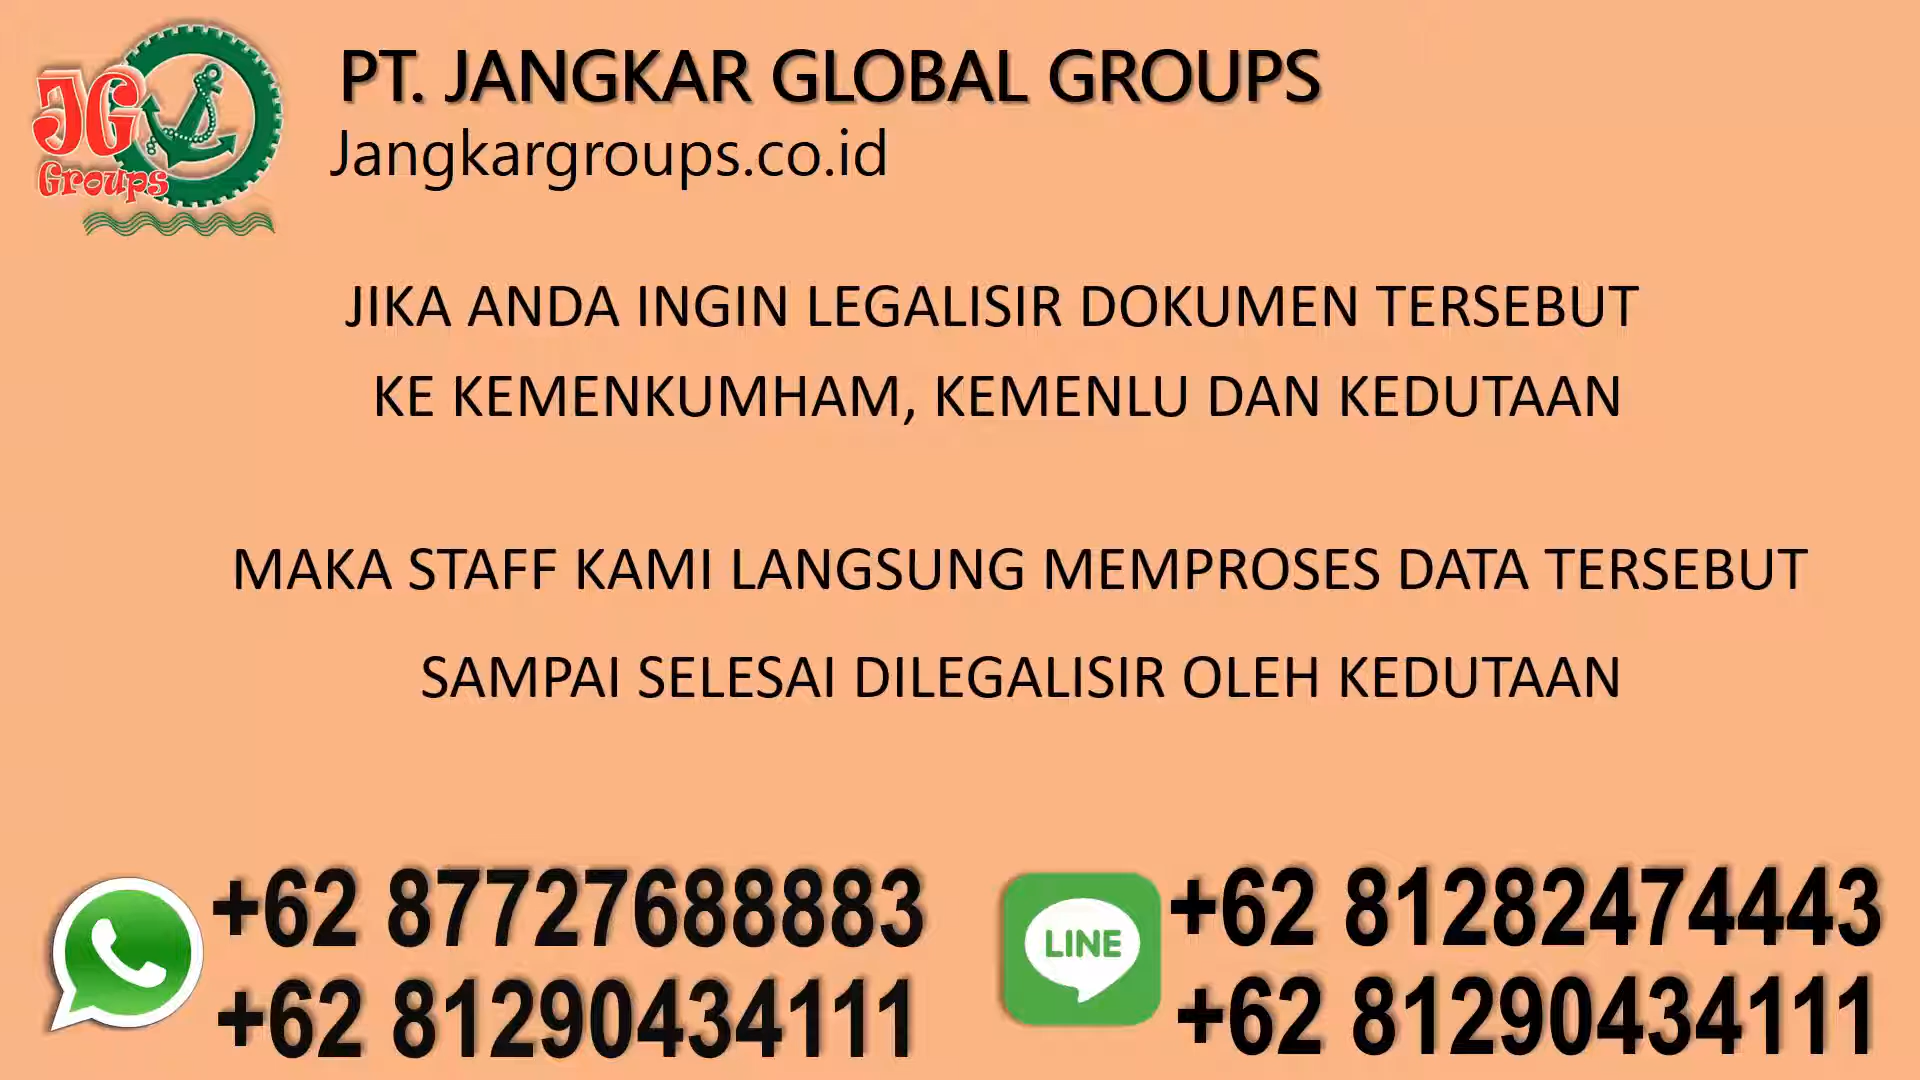 JG
Groups
PT. JANGKAR GLOBAL GROUPS
Jangkargroups.co.id
JIKA ANDA INGIN LEGALISIR DOKUMEN TERSEBUT
KE KEMENKUMHAM, KEMENLU DAN KEDUTAAN
MAKA STAFF KAMI LANGSUNG MEMPROSES DATA TERSEBUT
SAMPAI SELESAI DILEGALISIR OLEH KEDUTAAN
+62 87727688883
+62 81290434111
LINE
+62 81282474443
+62 81290434111